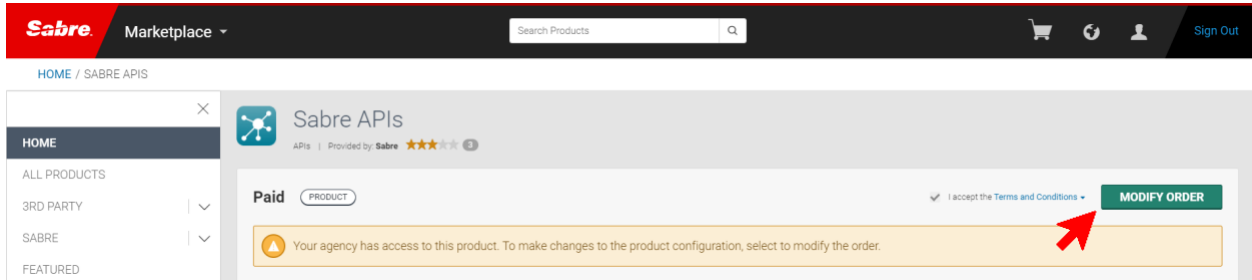 Sabre. Marketplace Search Products Sign Out
HOME / SABRE APIS
Sabre APIs
APIs | Provided by: Sabre 3
HOME
ALL PRODUCTS
3RD PARTY
SABRE
FEATURED
Paid PRODUCT I accept the Terms and Conditions MODIFY ORDER
Your agency has access to this product. To make changes to the product configuration, select to modify the order.